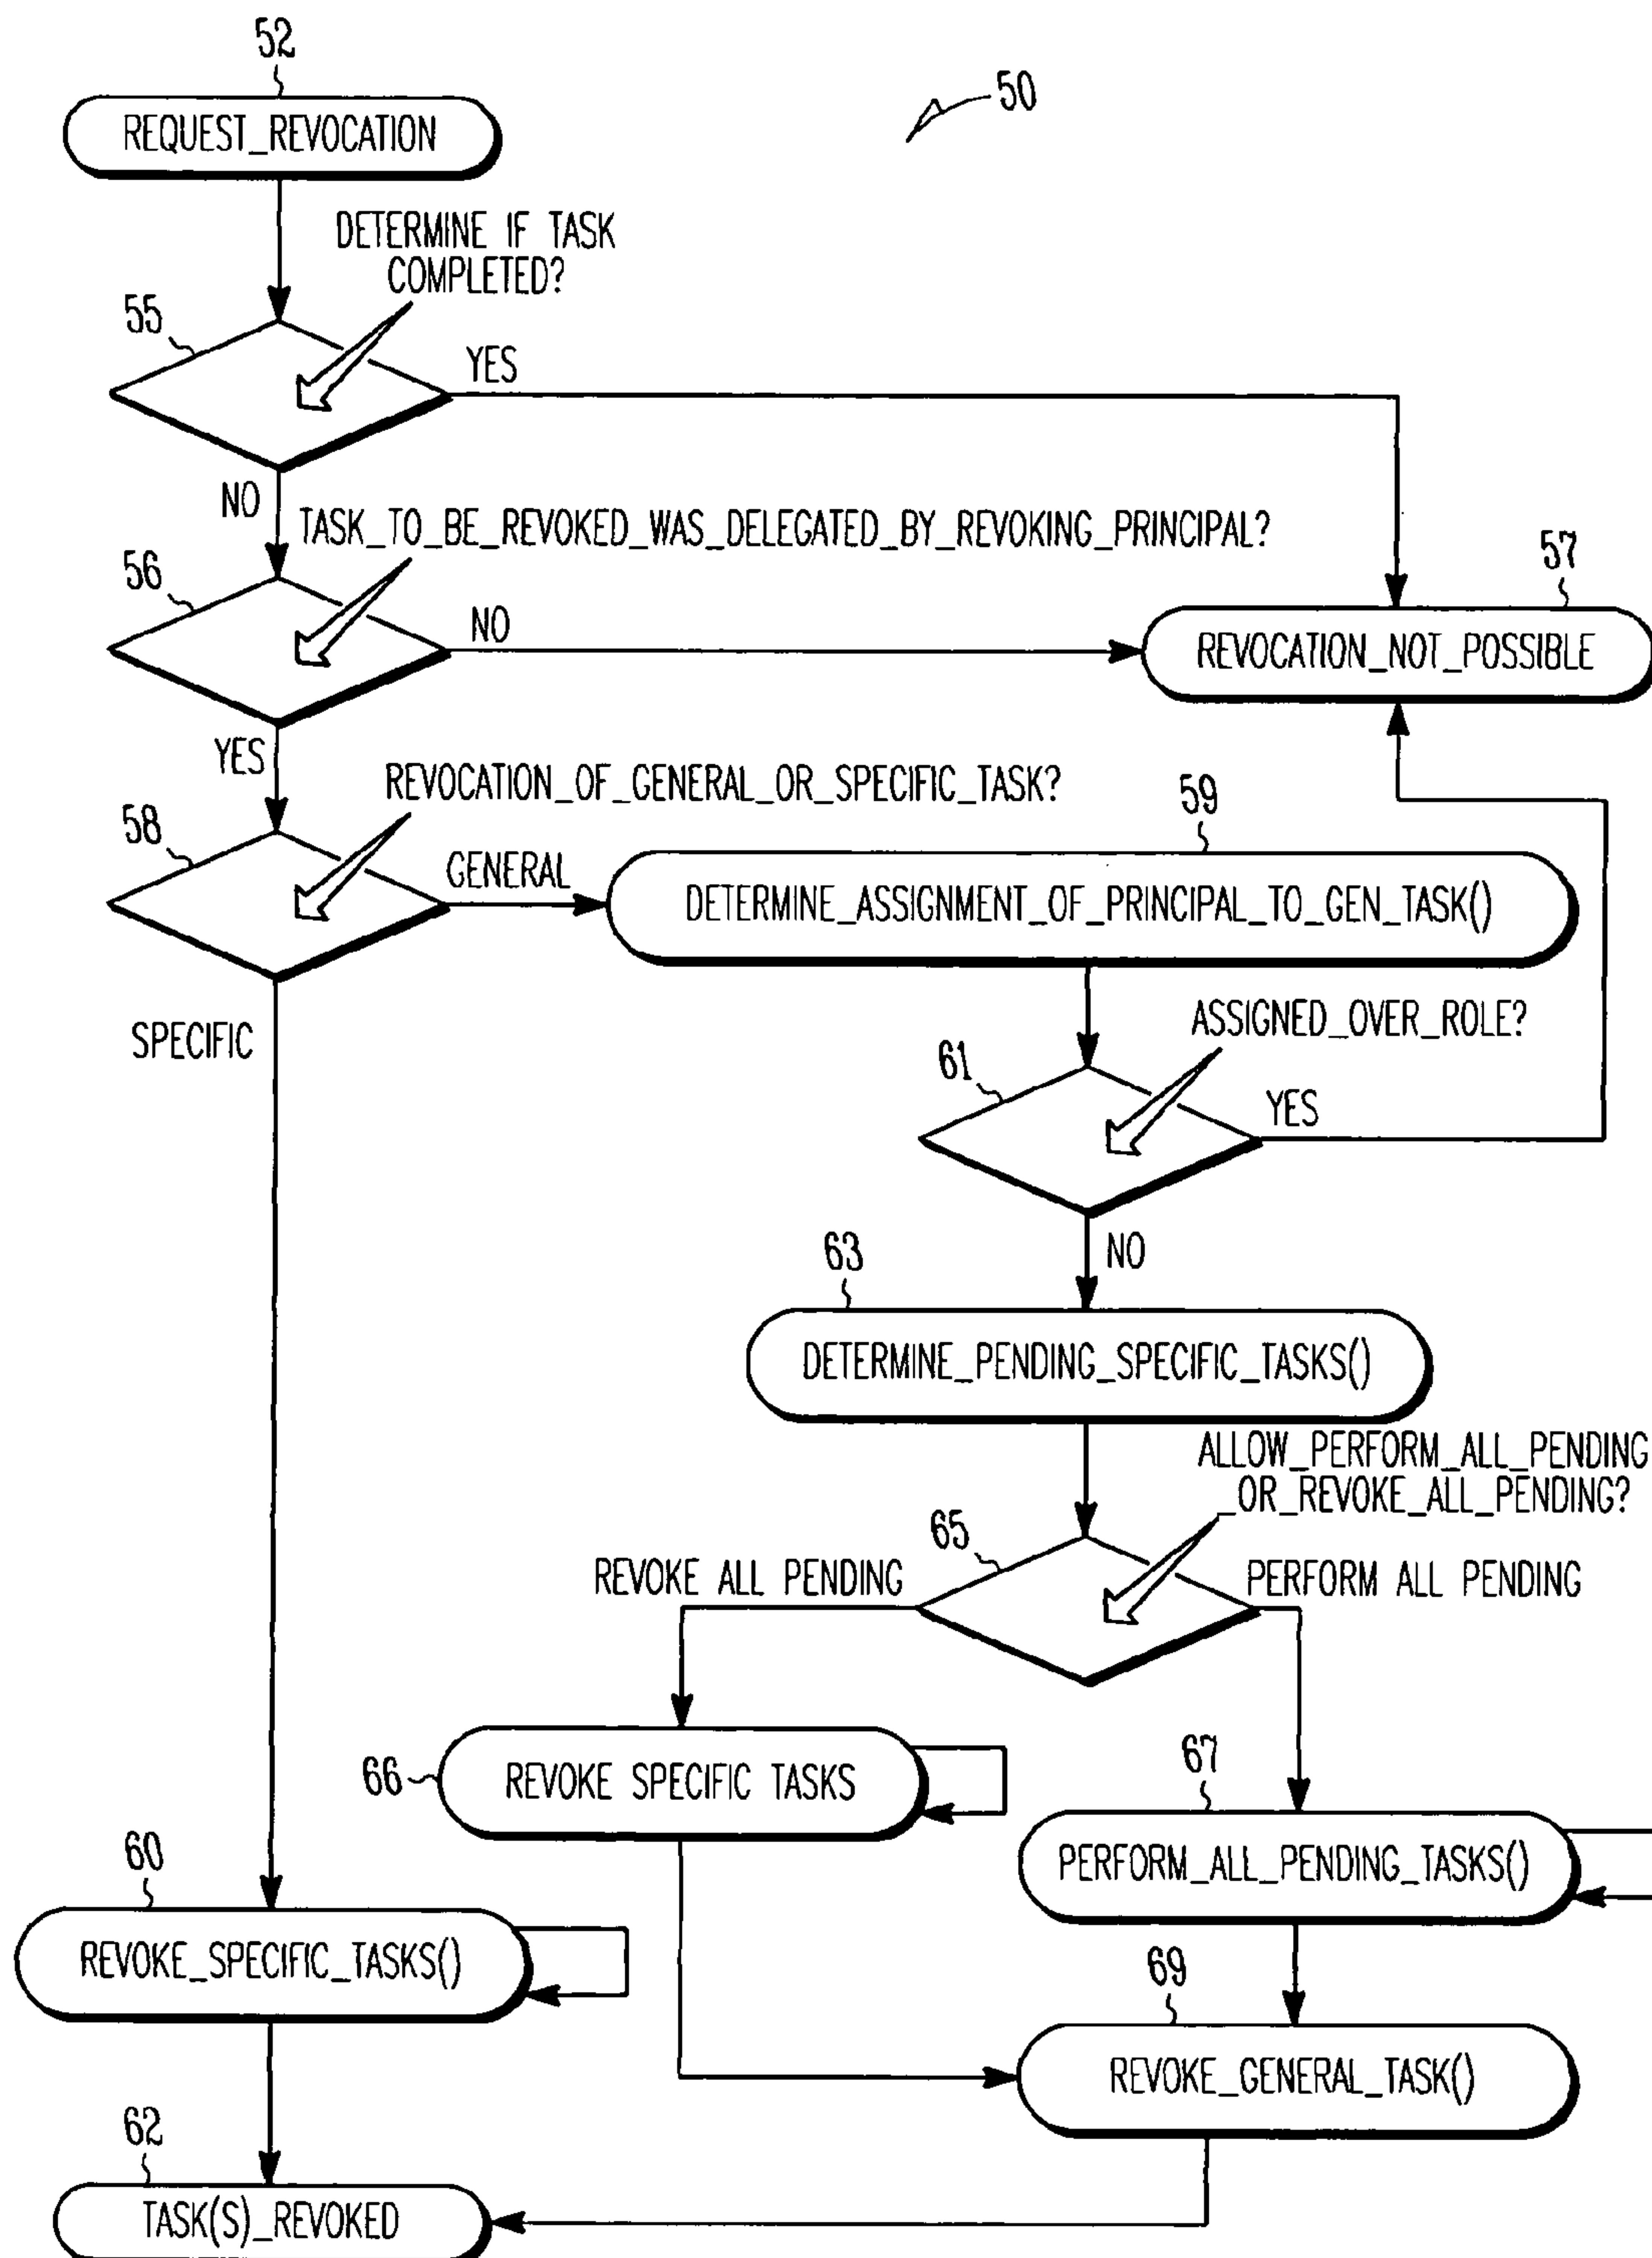 52
50
REQUEST_REVOCATION
DETERMINE IF TASK
COMPLETED?
55
YES
NO
TASK_TO_BE_REVOKED_WAS_DELEGATED_BY_REVOKING_PRINCIPAL?
56
NO
57
REVOCATION_NOT_POSSIBLE
YES
REVOCATION_OF_GENERAL_OR_SPECIFIC_TASK?
58
GENERAL
59
DETERMINE_ASSIGNMENT_OF_PRINCIPAL_TO_GEN_TASK()
SPECIFIC
ASSIGNED_OVER_ROLE?
61
YES
NO
63
DETERMINE_PENDING_SPECIFIC_TASKS()
ALLOW_PERFORM_ALL_PENDING
_OR_REVOKE_ALL_PENDING?
65
REVOKE ALL PENDING
PERFORM ALL PENDING
66
REVOKE SPECIFIC TASKS
67
PERFORM_ALL_PENDING_TASKS()
60
REVOKE_SPECIFIC_TASKS()
69
REVOKE_GENERAL_TASK()
62
TASK(S)_REVOKED